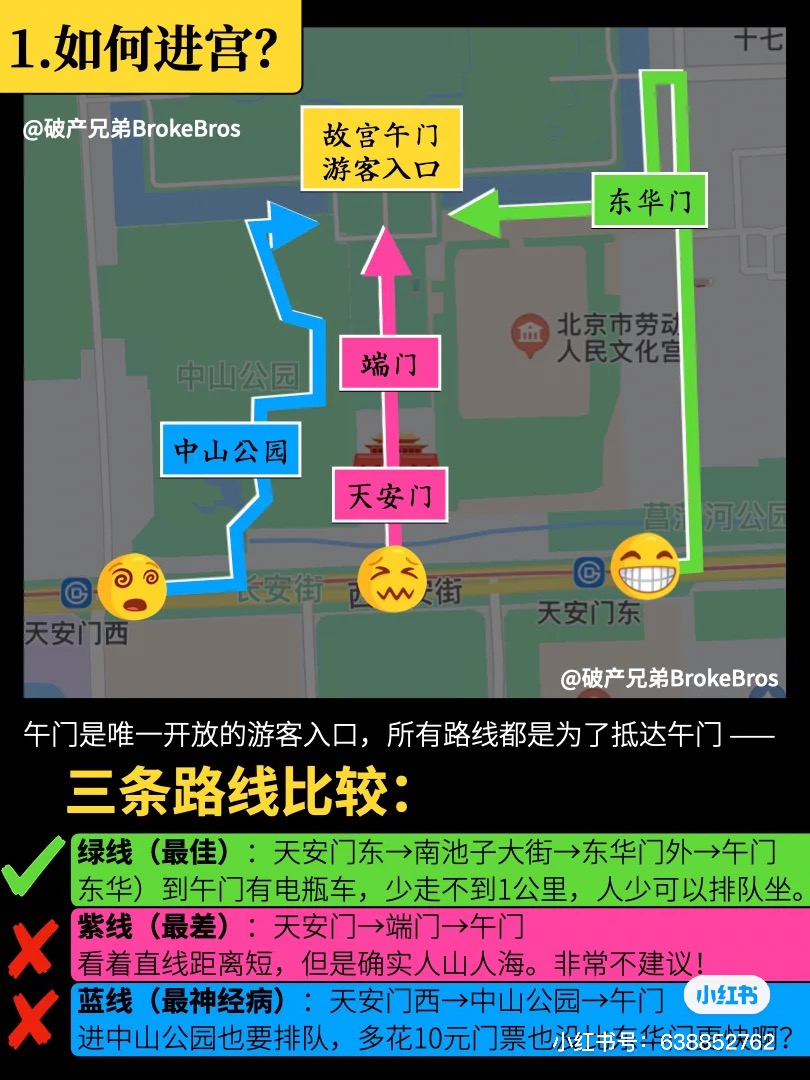 1.如何进宫?
十七
@破产兄弟BrokeBros
故宫午门
游客入口
东华门
北京市劳动
人民文化宫
端门
中山公园
中山公园
天安门
菖蒲河公园
长安街
天安门西
天安门东
@破产兄弟BrokeBros
午门是唯一开放的游客入口，所有路线都是为了抵达午门 ——
三条路线比较：
绿线（最佳）：天安门东→南池子大街→东华门外→午门
东华）到午门有电瓶车，少走不到1公里，人少可以排队坐。
紫线（最差）：天安门→端门→午门
看着直线距离短，但是确实人山人海。非常不建议！
蓝线（最神经病）：天安门西→中山公园→午门
小红书
进中山公园也要排队，多花10元门票也没比东华门更快啊？
小红书号：638852762